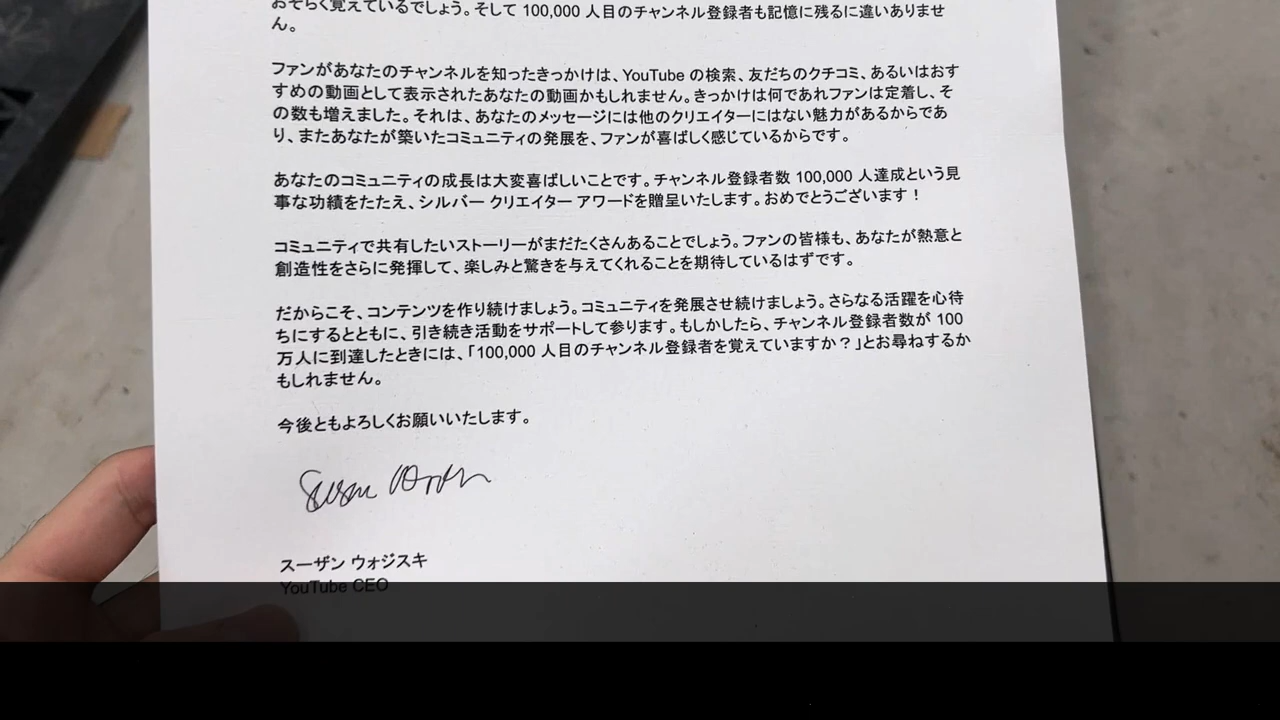 おそらく覚えているでしょう。そして 100,000 人目のチャンネル登録者も記憶に残るに違いありませ
ん。
ファンがあなたのチャンネルを知ったきっかけは、YouTube の検索、友だちのクチコミ、あるいはおす
すめの動画として表示されたあなたの動画かもしれません。きっかけは何であれファンは定着し、そ
の数も増えました。それは、あなたのメッセージには他のクリエイターにはない魅力があるからであ
り、またあなたが築いたコミュニティの発展を、ファンが喜ばしく感じているからです。
あなたのコミュニティの成長は大変喜ばしいことです。チャンネル登録者数 100,000 人達成という見
事な功績をたたえ、シルバー クリエイター アワードを贈呈いたします。おめでとうございます！
コミュニティで共有したいストーリーがまだたくさんあることでしょう。ファンの皆様も、あなたが熱意と
創造性をさらに発揮して、楽しみと驚きを与えてくれることを期待しているはずです。
だからこそ、コンテンツを作り続けましょう。コミュニティを発展させ続けましょう。さらなる活躍を心待
ちにするとともに、引き続き活動をサポートして参ります。もしかしたら、チャンネル登録者数が 100
万人に到達したときには、「100,000 人目のチャンネル登録者を覚えていますか？」とお尋ねするか
もしれません。
今後ともよろしくお願いいたします。
スーザン ウォジスキ
YouTube CEO